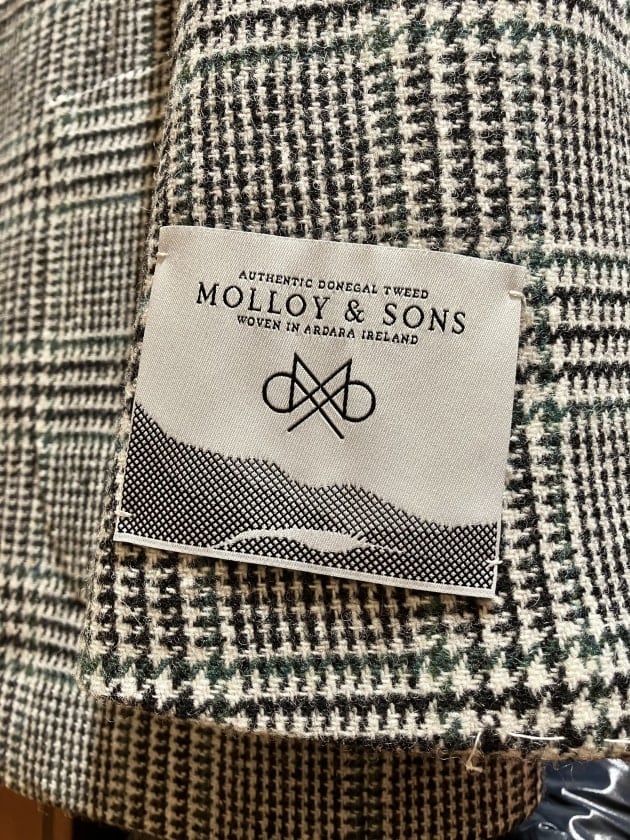 AUTHENTIC DONEGAL TWEED
MOLLOY & SONS
WOVEN IN ARDARA IRELAND